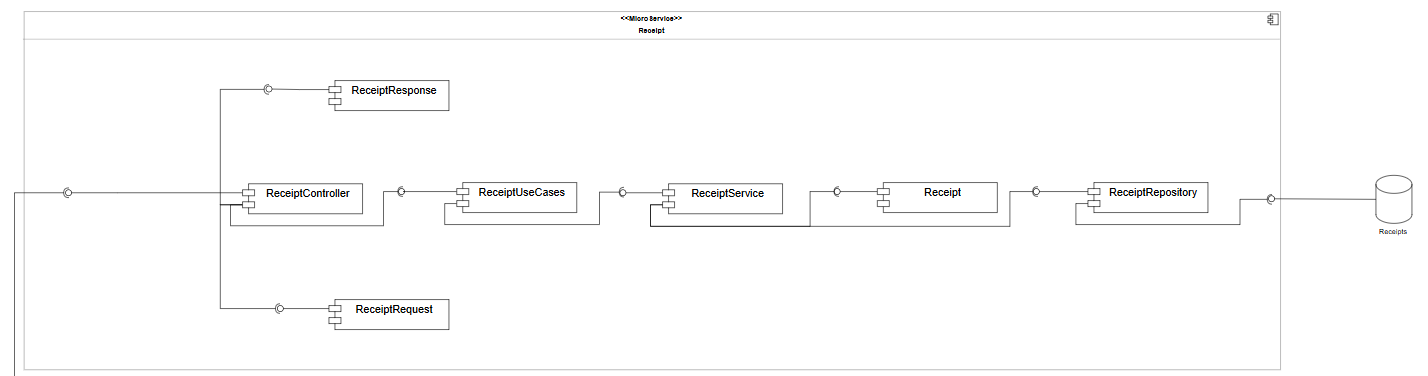 <<Micro Service>>
Receipt
ReceiptResponse
ReceiptController
ReceiptUseCases
ReceiptService
Receipt
ReceiptRepository
Receipts
ReceiptRequest